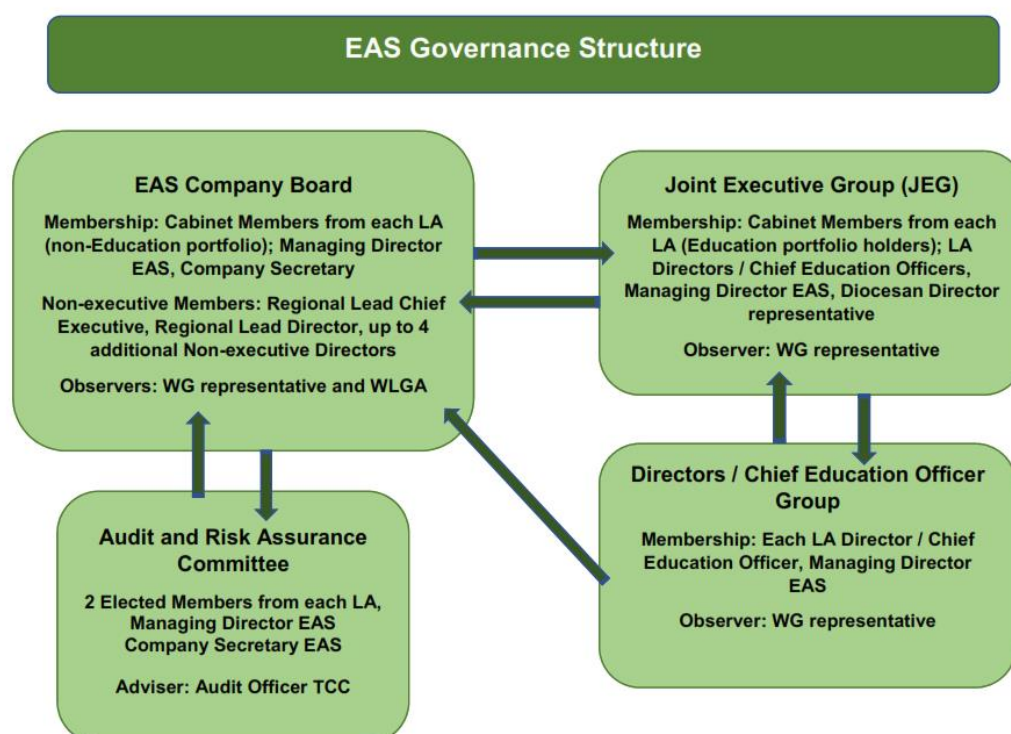 EAS Governance Structure
EAS Company Board
Membership: Cabinet Members from each LA
(non-Education portfolio); Managing Director
EAS, Company Secretary
Non-executive Members: Regional Lead Chief
Executive, Regional Lead Director, up to 4
additional Non-executive Directors
Observers: WG representative and WLGA
Joint Executive Group (JEG)
Membership: Cabinet Members from each
LA (Education portfolio holders); LA
Directors / Chief Education Officers,
Managing Director EAS, Diocesan Director
representative
Observer: WG representative
Audit and Risk Assurance
Committee
2 Elected Members from each LA,
Managing Director EAS
Company Secretary EAS
Adviser: Audit Officer TCC
Directors / Chief Education Officer
Group
Membership: Each LA Director / Chief
Education Officer, Managing Director
EAS
Observer: WG representative